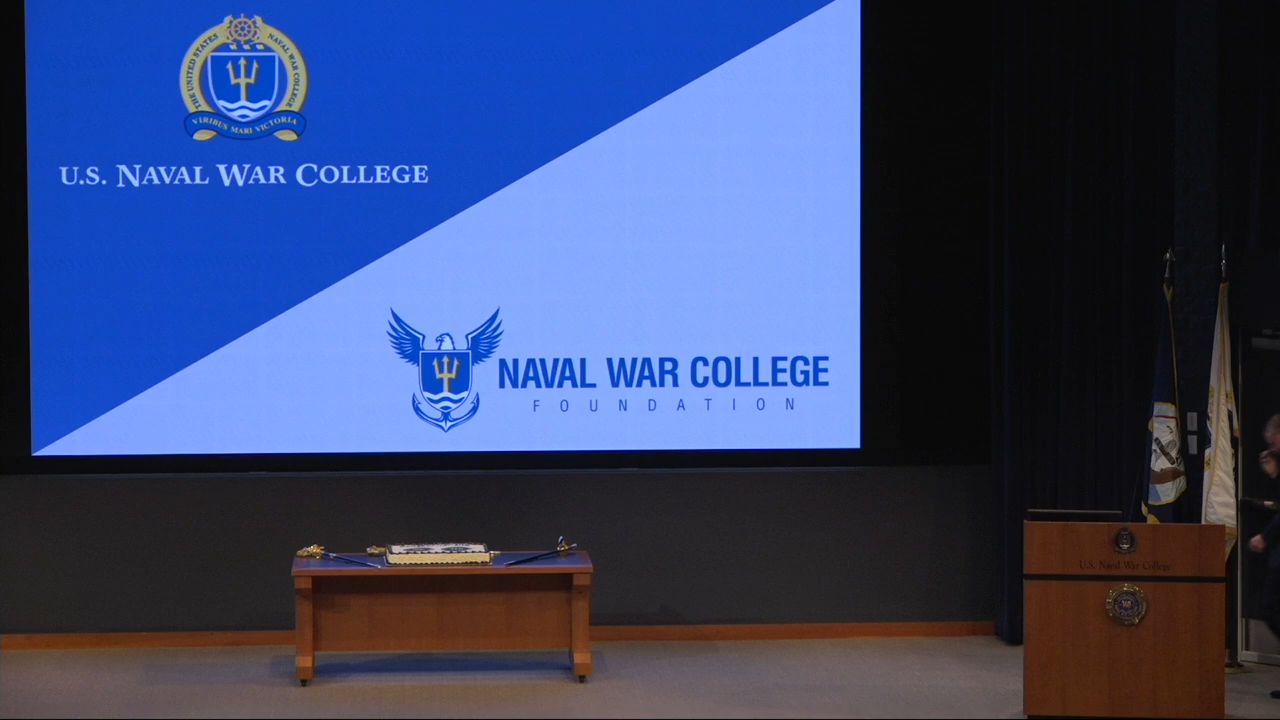 THE UNITED STATES NAVAL WAR COLLEGE
VIRIBUS MARI VICTORIA
U.S. NAVAL WAR COLLEGE
NAVAL WAR COLLEGE
FOUNDATION
U.S. Naval War College